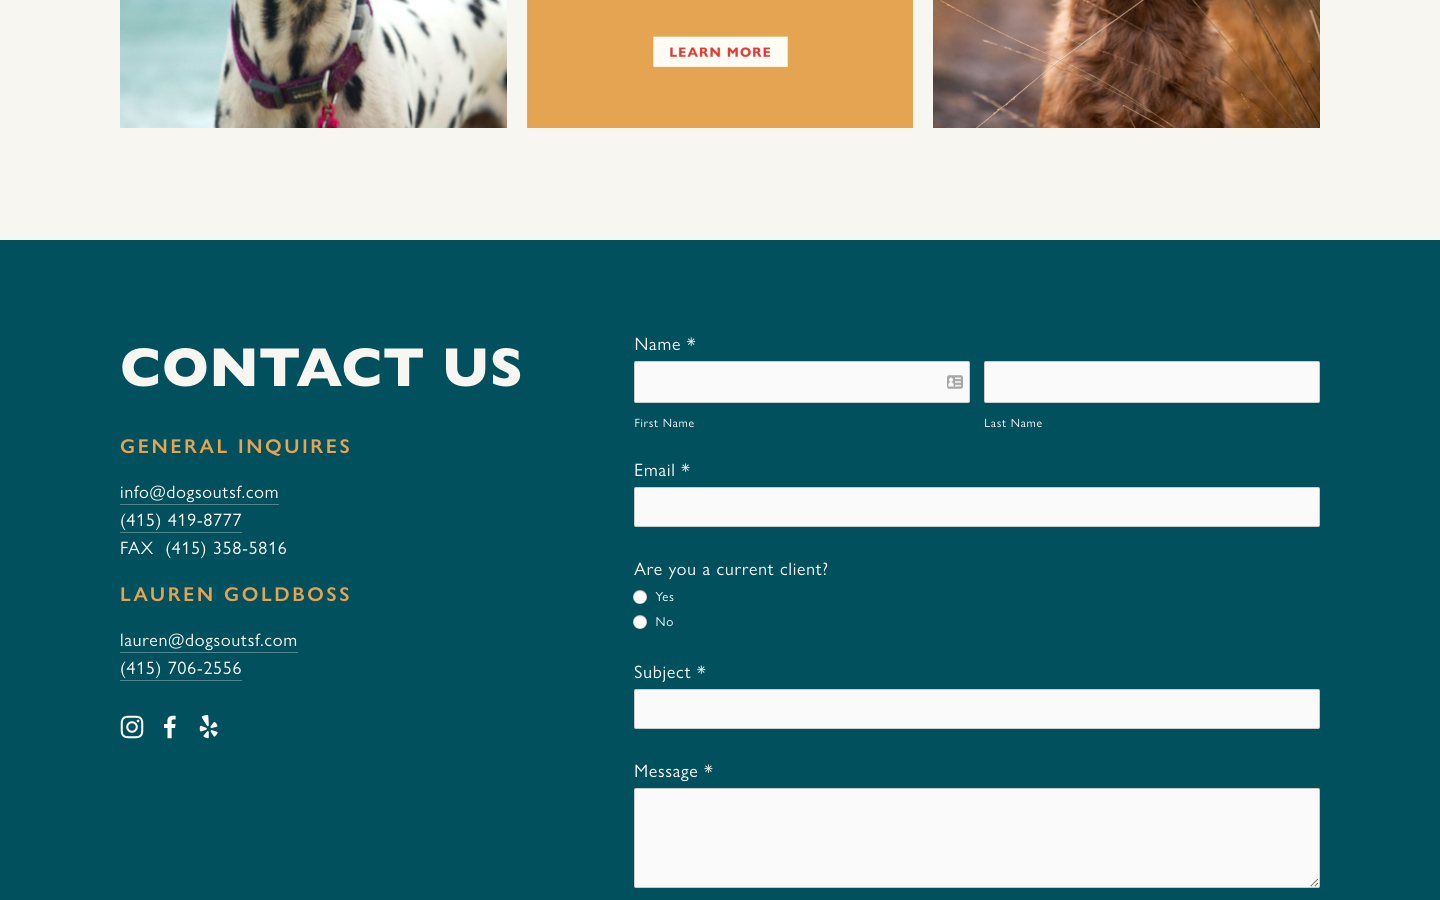 LEARN MORE
CONTACT US
GENERAL INQUIRES
info@dogsoutsf.com
(415) 419-8777
FAX (415) 358-5816
LAUREN GOLDBOSS
lauren@dogsoutsf.com
(415) 706-2556
Name *
First Name
Last Name
Email *
Are you a current client?
Yes
No
Subject *
Message *